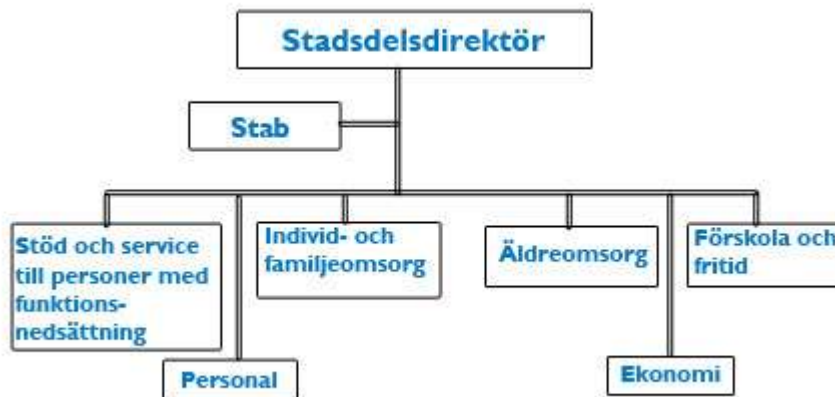 Stadsdelsdirektör
Stab
Stöd och service
till personer med
funktions-
nedsättning
Individ- och
familjeomsorg
Äldreomsorg
Förskola och
fritid
Personal
Ekonomi